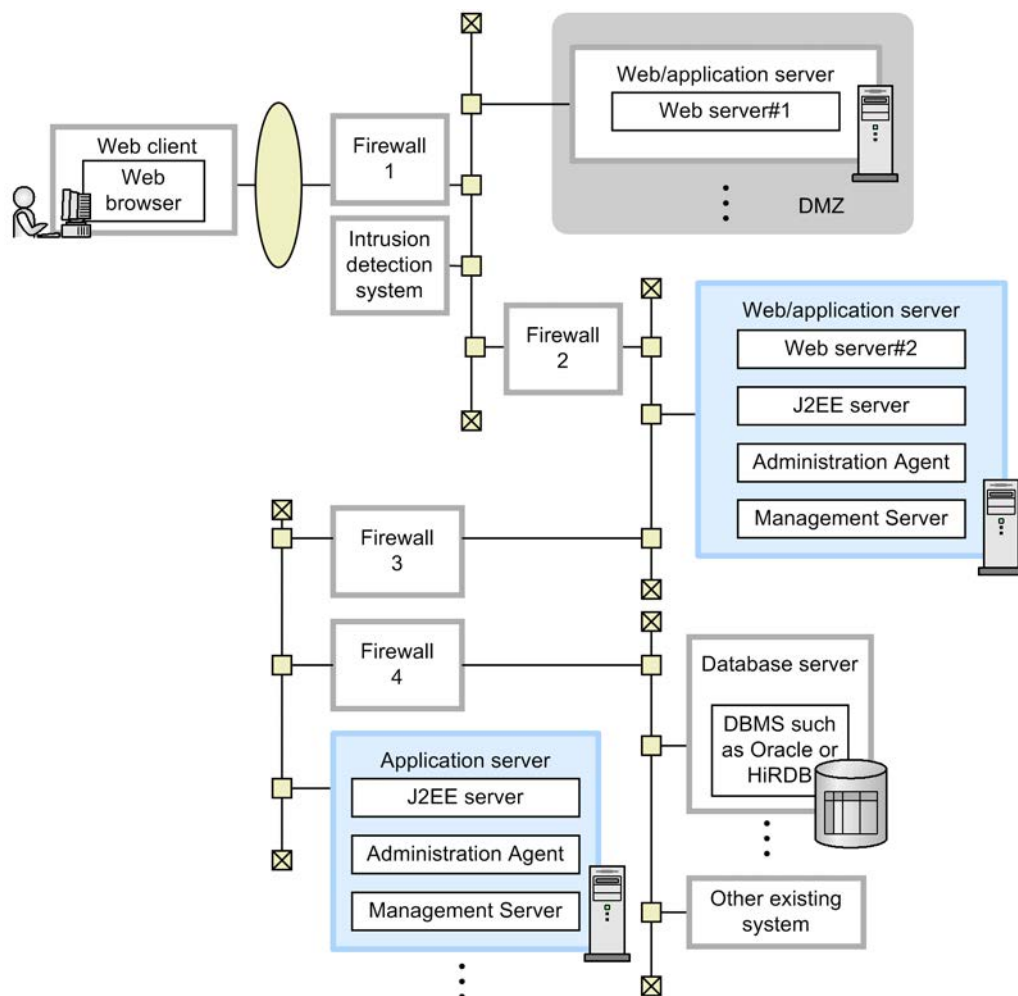 Web/application server
Web server#1
DMZ
Web client
Web
browser
Firewall
1
Intrusion
detection
system
Firewall
2
Web/application server
Web server#2
J2EE server
Administration Agent
Management Server
Firewall
3
Firewall
4
Database server
DBMS such
as Oracle or
HiRDB
Application server
J2EE server
Administration Agent
Management Server
Other existing
system